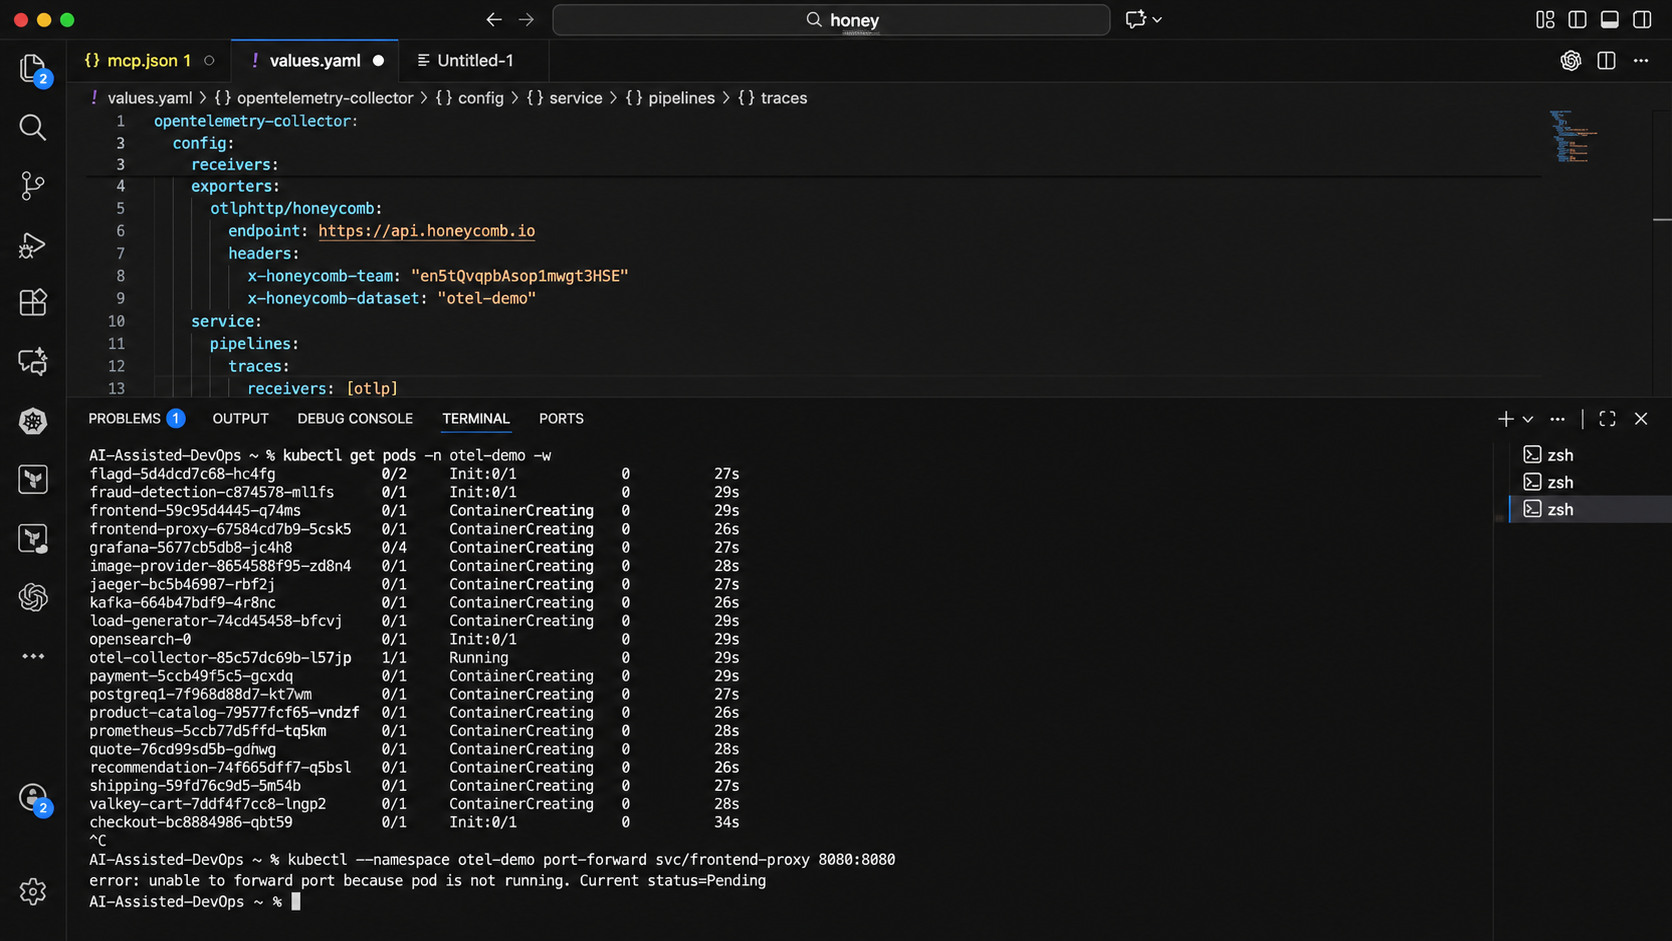 honey
mcp.json 1
values.yaml
Untitled-1
2
values.yaml > {} opentelemetry-collector > {} config > {} service > {} pipelines > {} traces
1 opentelemetry-collector:
3 config:
3 receivers:
4 exporters:
5 otlphttp/honeycomb:
6 endpoint: https://api.honeycomb.io
7 headers:
8 x-honeycomb-team: "en5tQvqpbAsop1mwgt3HSE"
9 x-honeycomb-dataset: "otel-demo"
10 service:
11 pipelines:
12 traces:
13 receivers: [otlp]
PROBLEMS 1 OUTPUT DEBUG CONSOLE TERMINAL PORTS
AI-Assisted-DevOps ~ % kubectl get pods -n otel-demo -w
flagd-5d4dcd7c68-hc4fg 0/2 Init:0/1 0 27s
fraud-detection-c874578-ml1fs 0/1 Init:0/1 0 29s
frontend-59c95d4445-q74ms 0/1 ContainerCreating 0 29s
frontend-proxy-67584cd7b9-5csk5 0/1 ContainerCreating 0 26s
grafana-5677cb5db8-jc4h8 0/4 ContainerCreating 0 27s
image-provider-8654588f95-zd8n4 0/1 ContainerCreating 0 28s
jaeger-bc5b46987-rbf2j 0/1 ContainerCreating 0 27s
kafka-664b47bdf9-4r8nc 0/1 ContainerCreating 0 26s
load-generator-74cd45458-bfcvj 0/1 ContainerCreating 0 29s
opensearch-0 0/1 Init:0/1 0 29s
otel-collector-85c57dc69b-l57jp 1/1 Running 0 29s
payment-5ccb49f5c5-gcxdq 0/1 ContainerCreating 0 29s
postgreq1-7f968d88d7-kt7wm 0/1 ContainerCreating 0 27s
product-catalog-79577fcf65-vndzf 0/1 ContainerCreating 0 26s
prometheus-5ccb77d5ffd-tq5km 0/1 ContainerCreating 0 28s
quote-76cd99sd5b-gdhwg 0/1 ContainerCreating 0 28s
recommendation-74f665dff7-q5bsl 0/1 ContainerCreating 0 26s
shipping-59fd76c9d5-5m54b 0/1 ContainerCreating 0 27s
valkey-cart-7ddf4f7cc8-lngp2 0/1 ContainerCreating 0 28s
checkout-bc8884986-qbt59 0/1 Init:0/1 0 34s
^C
AI-Assisted-DevOps ~ % kubectl --namespace otel-demo port-forward svc/frontend-proxy 8080:8080
error: unable to forward port because pod is not running. Current status=Pending
AI-Assisted-DevOps ~ %
zsh
zsh
zsh
2